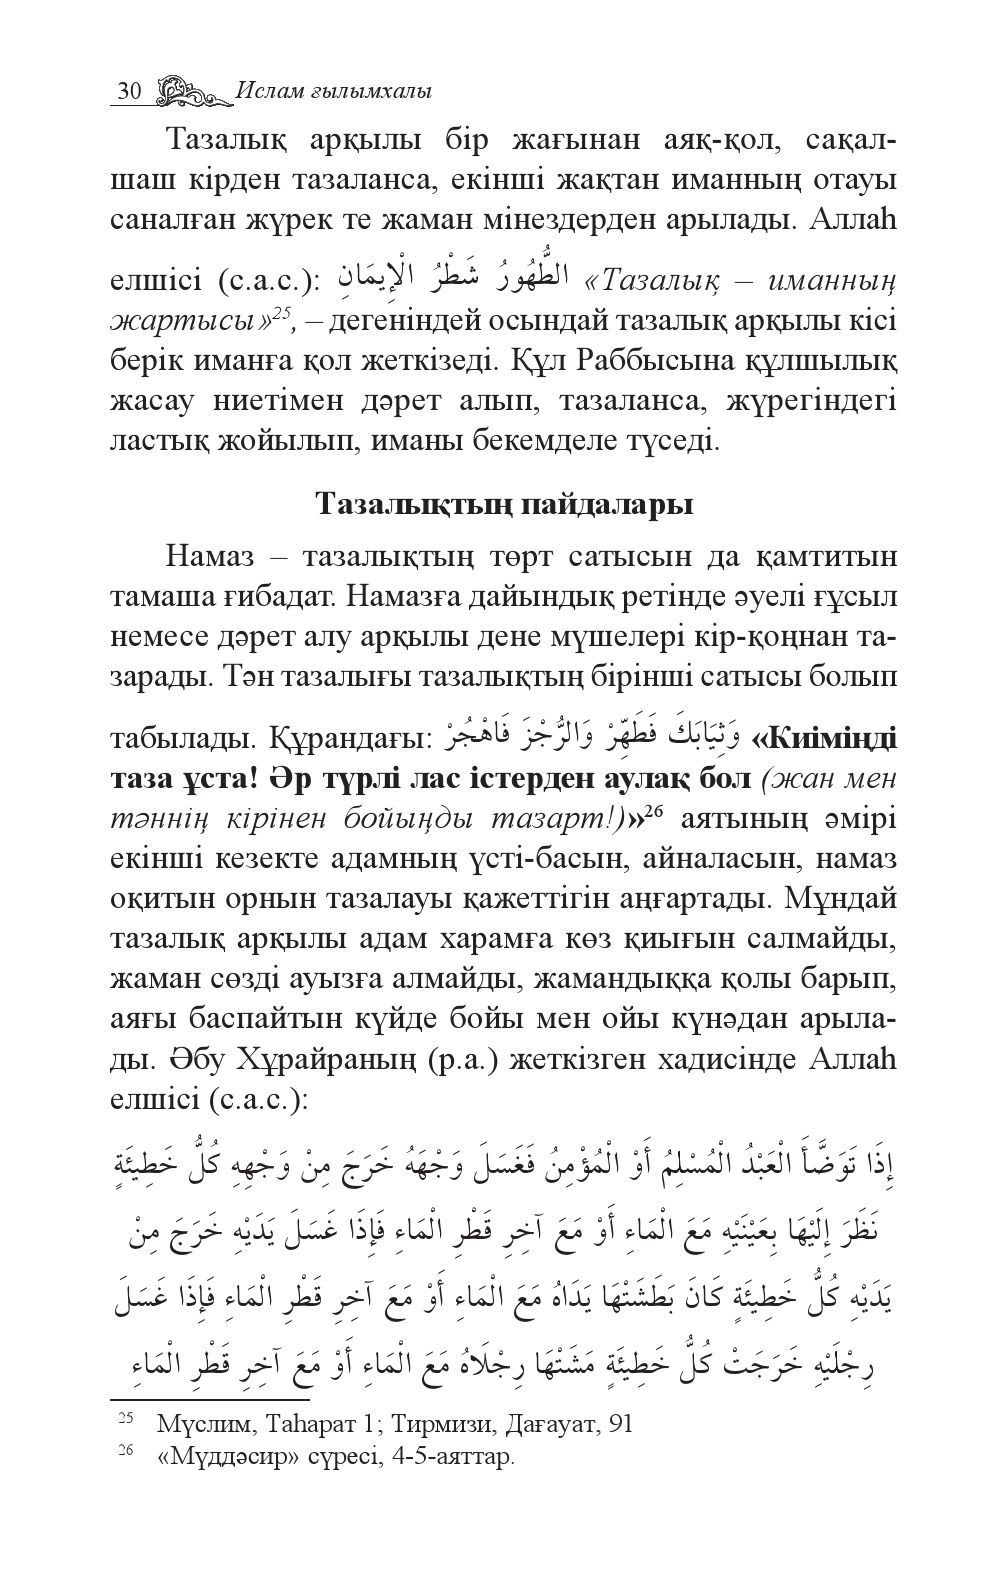 30 Ислам ғылымхалы
Тазалық арқылы бір жағынан аяқ-қол, сақал-
шаш кірден тазаланса, екінші жақтан иманның отауы
саналған жүрек те жаман мінездерден арылады. Аллаһ
елшісі (с.а.с.): الطُّهُورُ شَطْرُ الْإِيمَانِ «Тазалық – иманның
жартысы»²⁵, – дегеніндей осындай тазалық арқылы кісі
берік иманға қол жеткізеді. Құл Раббысына құлшылық
жасау ниетімен дәрет алып, тазаланса, жүрегіндегі
ластық жойылып, иманы бекемделе түседі.
Тазалықтың пайдалары
Намаз – тазалықтың төрт сатысын да қамтитын
тамаша ғибадат. Намазға дайындық ретінде әуелі ғұсыл
немесе дәрет алу арқылы дене мүшелері кір-қоңнан та-
зарады. Тән тазалығы тазалықтың бірінші сатысы болып
табылады. Құрандағы: وَثِيَابَكَ فَطَهِّرْ وَالرُّجْزَ فَاهْجُرْ «Киіміңді
таза ұста! Әр түрлі лас істерден аулақ бол (жан мен
тәннің кірінен бойыңды тазарт!)»²⁶ аятының әмірі
екінші кезекте адамның үсті-басын, айналасын, намаз
оқитын орнын тазалауы қажеттігін аңғартады. Мұндай
тазалық арқылы адам харамға көз қиығын салмайды,
жаман сөзді ауызға алмайды, жамандыққа қолы барып,
аяғы баспайтын күйде бойы мен ойы күнәдан арыла-
ды. Әбу Хұрайраның (р.а.) жеткізген хадисінде Аллаһ
елшісі (с.а.с.):
إِذَا تَوَضَّأَ الْعَبْدُ الْمُسْلِمُ أَوْ الْمُؤْمِنُ فَغَسَلَ وَجْهَهُ خَرَجَ مِنْ وَجْهِهِ كُلُّ خَطِيئَةٍ
نَظَرَ إِلَيْهَا بِعَيْنَيْهِ مَعَ الْمَاءِ أَوْ مَعَ آخِرِ قَطْرِ الْمَاءِ فَإِذَا غَسَلَ يَدَيْهِ خَرَجَ مِنْ
يَدَيْهِ كُلُّ خَطِيئَةٍ كَانَ بَطَشَتْهَا يَدَاهُ مَعَ الْمَاءِ أَوْ مَعَ آخِرِ قَطْرِ الْمَاءِ فَإِذَا غَسَلَ
رِجْلَيْهِ خَرَجَتْ كُلُّ خَطِيئَةٍ مَشَتْهَا رِجْلَاهُ مَعَ الْمَاءِ أَوْ مَعَ آخِرِ قَطْرِ الْمَاءِ
25 Мүслим, Таһарат 1; Тирмизи, Дағауат, 91
26 «Мүддәсир» сүресі, 4-5-аяттар.